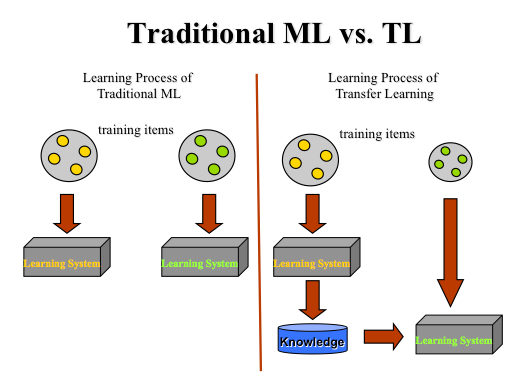 Traditional ML vs. TL
Learning Process of
Traditional ML
training items
Learning System
Learning System
Learning Process of
Transfer Learning
training items
Learning System
Knowledge
Learning System